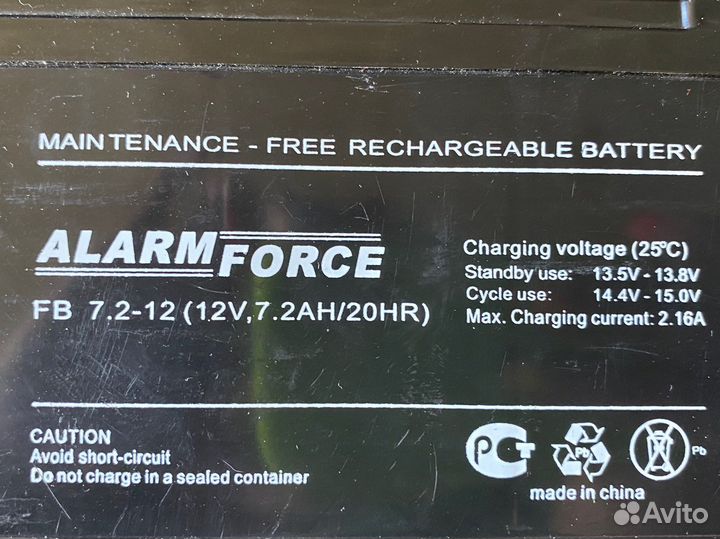 MAINTENANCE - FREE RECHARGEABLE BATTERY
ALARM FORCE
FB 7.2-12 (12V,7.2AH/20HR)
Charging voltage (25°C)
Standby use: 13.5V - 13.8V
Cycle use: 14.4V - 15.0V
Max. Charging current: 2.16A
CAUTION
Avoid short-circuit
Do not charge in a sealed container
РСТ
Pb
Pb
made in china
Avito